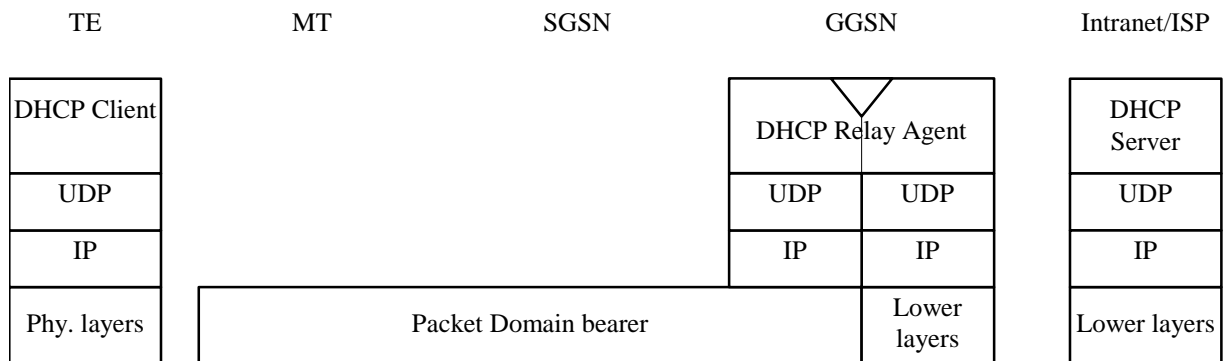 TE MT SGSN GGSN Intranet/ISP
DHCP Client DHCP Relay Agent DHCP
Server
UDP UDP UDP UDP
IP IP IP IP
Phy. layers Packet Domain bearer Lower
layers Lower layers